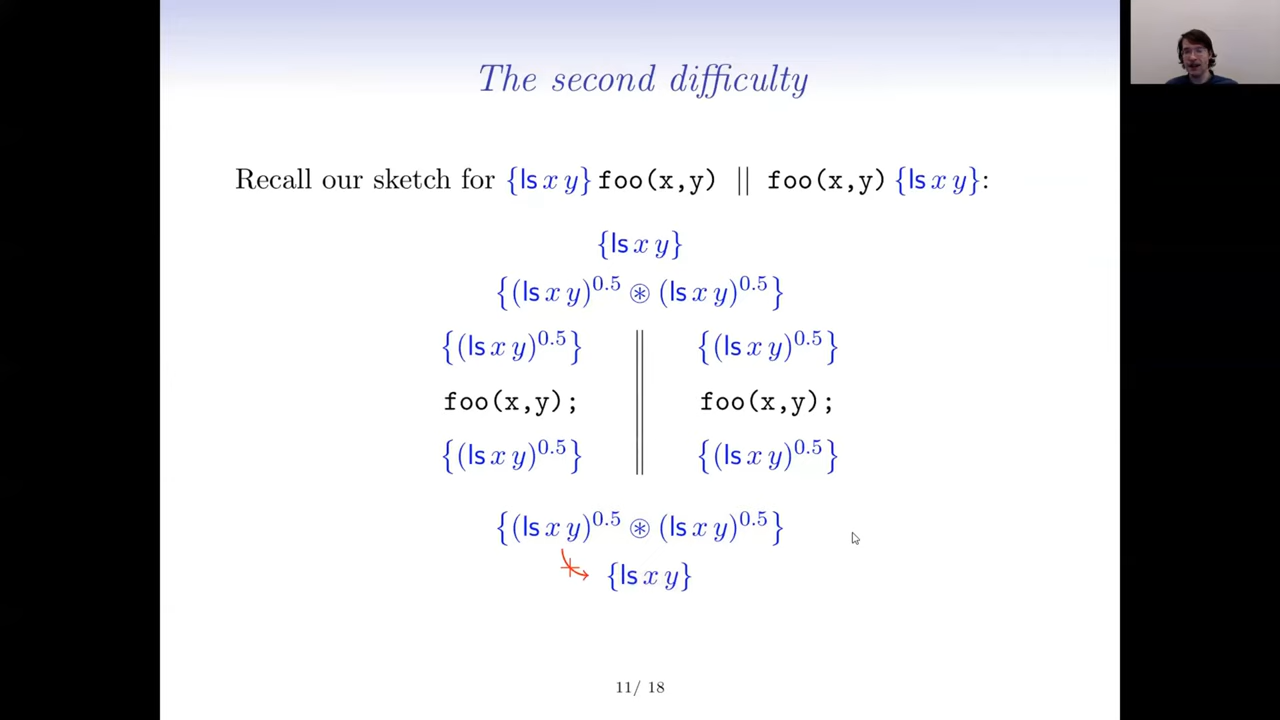 The second difficulty
Recall our sketch for {ls x y} foo(x,y) || foo(x,y) {ls x y}:
{ls x y}
{(ls x y)^0.5 ⊛ (ls x y)^0.5}
{(ls x y)^0.5} {(ls x y)^0.5}
foo(x,y); foo(x,y);
{(ls x y)^0.5} {(ls x y)^0.5}
{(ls x y)^0.5 ⊛ (ls x y)^0.5}
{ls x y}
11/ 18